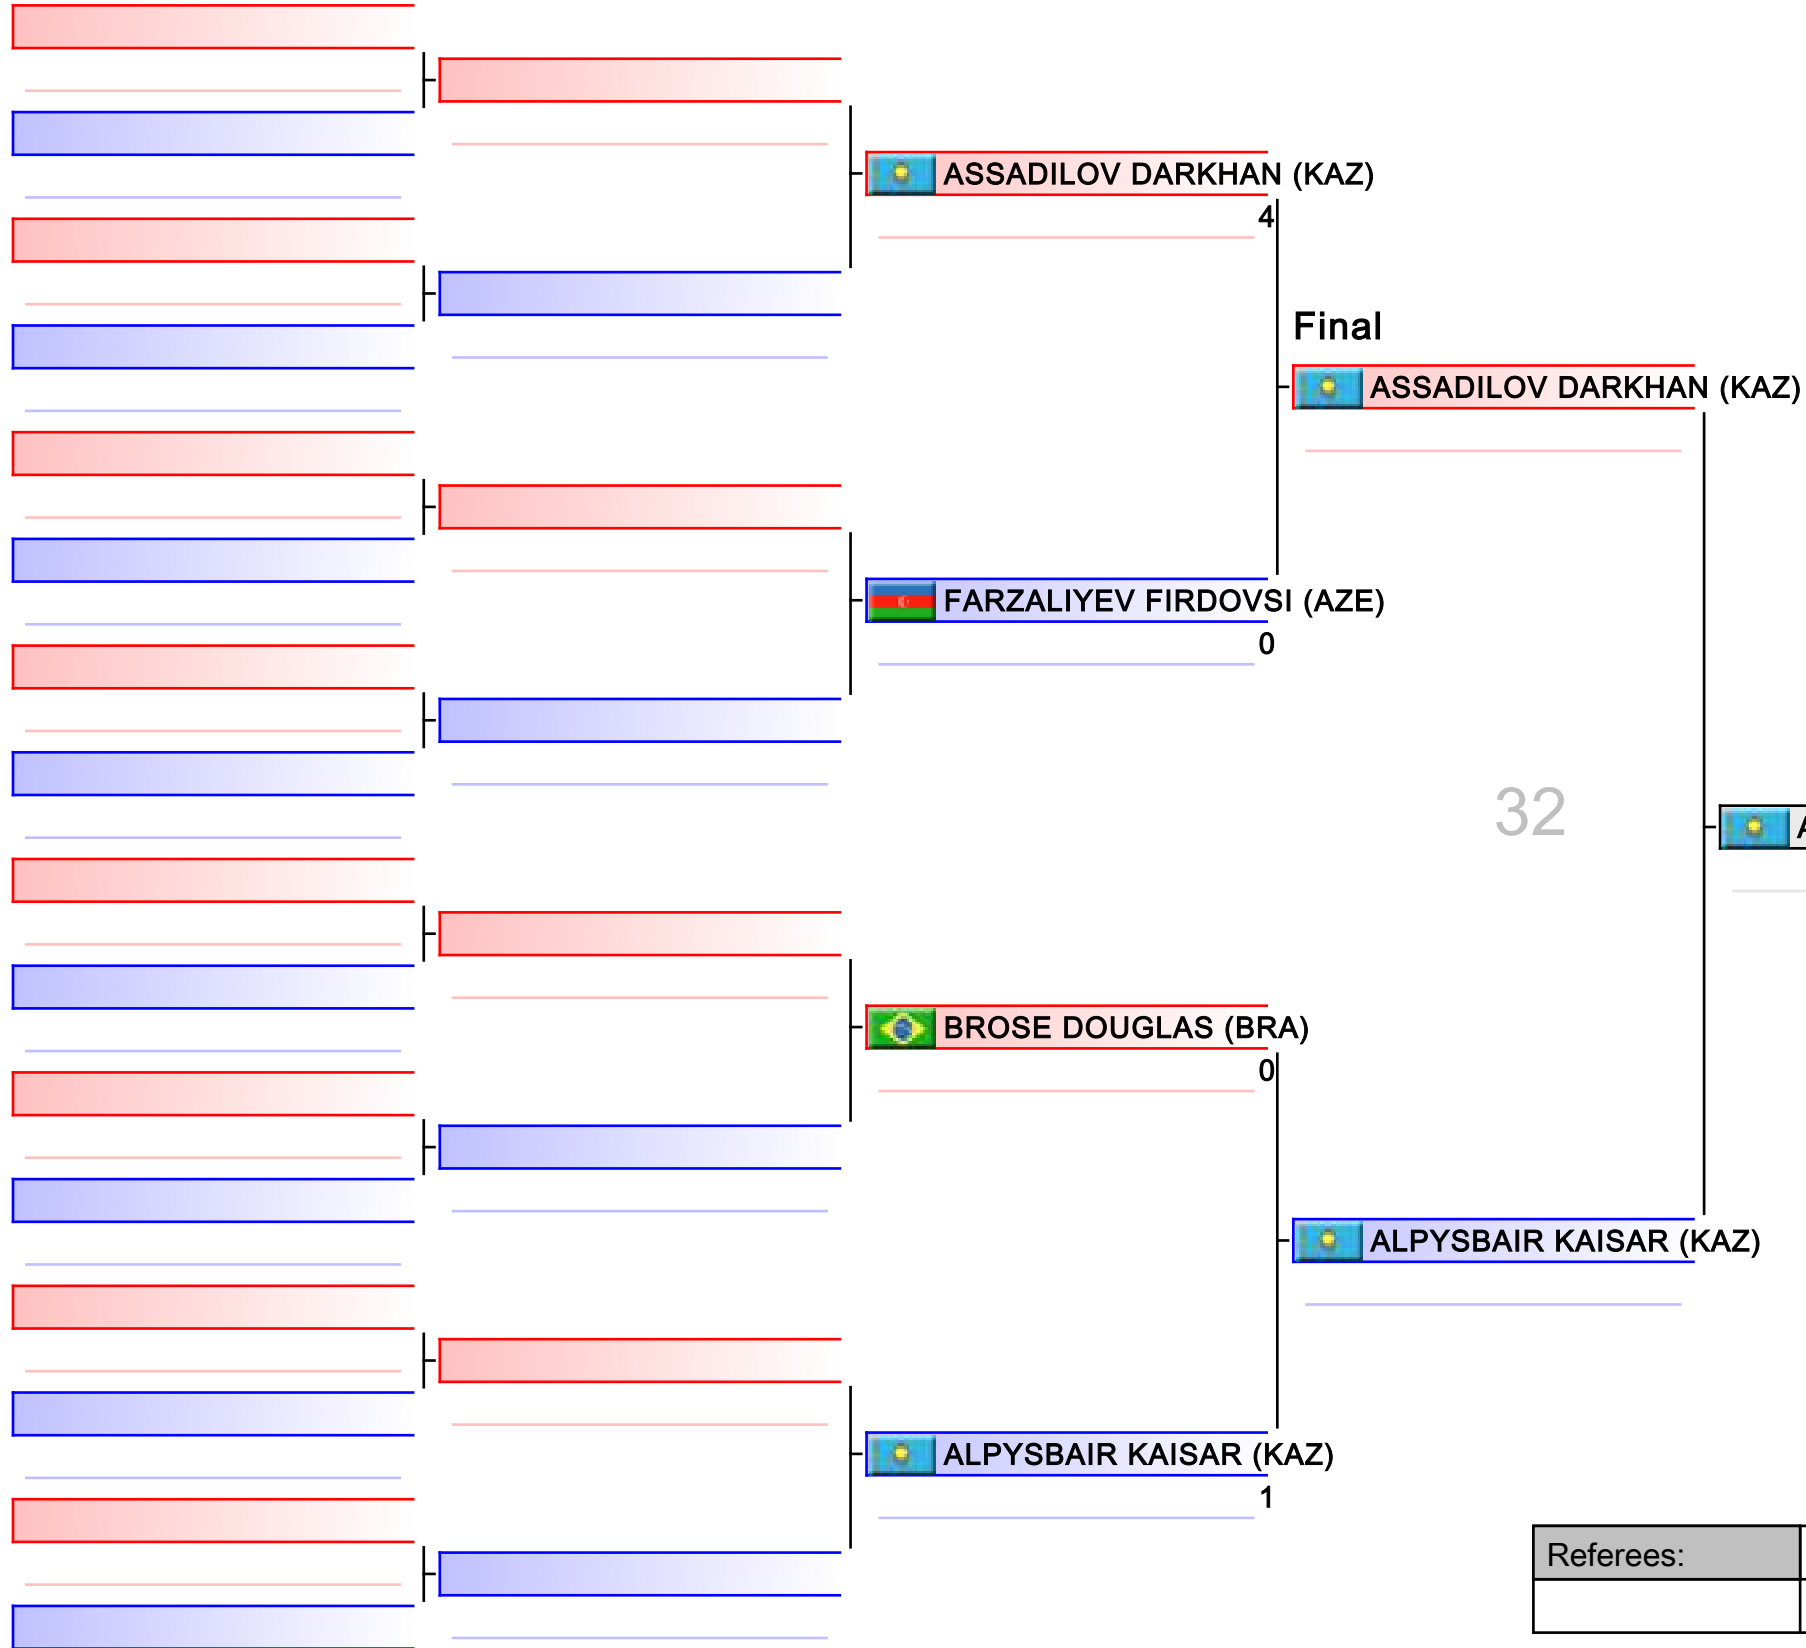 ASSADILOV DARKHAN (KAZ)
4
Final
ASSADILOV DARKHAN (KAZ)
FARZALIYEV FIRDOVSI (AZE)
0
32
BROSE DOUGLAS (BRA)
0
ALPYSBAIR KAISAR (KAZ)
ALPYSBAIR KAISAR (KAZ)
1
Referees: